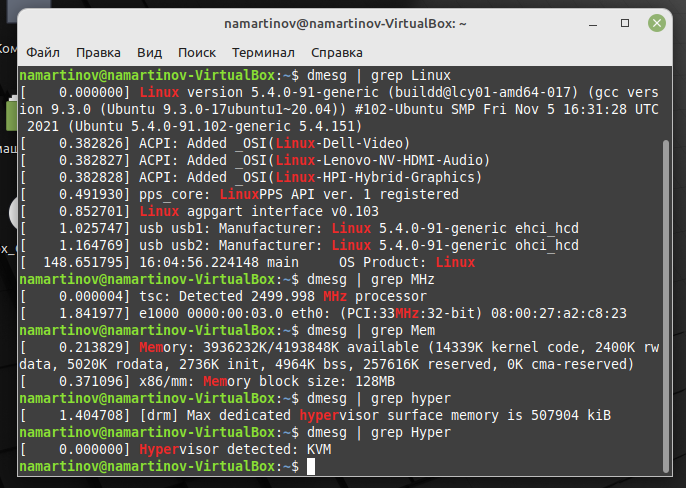 namartinov@namartinov-VirtualBox: ~
Файл Правка Вид Поиск Терминал Справка
namartinov@namartinov-VirtualBox:~$ dmesg | grep Linux
[    0.000000] Linux version 5.4.0-91-generic (buildd@lcy01-amd64-017) (gcc vers
ion 9.3.0 (Ubuntu 9.3.0-17ubuntu1~20.04)) #102-Ubuntu SMP Fri Nov 5 16:31:28 UTC
 2021 (Ubuntu 5.4.0-91.102-generic 5.4.151)
[    0.382826] ACPI: Added _OSI(Linux-Dell-Video)
[    0.382827] ACPI: Added _OSI(Linux-Lenovo-NV-HDMI-Audio)
[    0.382828] ACPI: Added _OSI(Linux-HPI-Hybrid-Graphics)
[    0.491930] pps_core: LinuxPPS API ver. 1 registered
[    0.852701] Linux agpgart interface v0.103
[    1.025747] usb usb1: Manufacturer: Linux 5.4.0-91-generic ehci_hcd
[    1.164769] usb usb2: Manufacturer: Linux 5.4.0-91-generic ohci_hcd
[  148.651795] 16:04:56.224148 main     OS Product: Linux
namartinov@namartinov-VirtualBox:~$ dmesg | grep MHz
[    0.000004] tsc: Detected 2499.998 MHz processor
[    1.841977] e1000 0000:00:03.0 eth0: (PCI:33MHz:32-bit) 08:00:27:a2:c8:23
namartinov@namartinov-VirtualBox:~$ dmesg | grep Mem
[    0.213829] Memory: 3936232K/4193848K available (14339K kernel code, 2400K rw
data, 5020K rodata, 2736K init, 4964K bss, 257616K reserved, 0K cma-reserved)
[    0.371096] x86/mm: Memory block size: 128MB
namartinov@namartinov-VirtualBox:~$ dmesg | grep hyper
[    1.404708] [drm] Max dedicated hypervisor surface memory is 507904 kiB
namartinov@namartinov-VirtualBox:~$ dmesg | grep Hyper
[    0.000000] Hypervisor detected: KVM
namartinov@namartinov-VirtualBox:~$